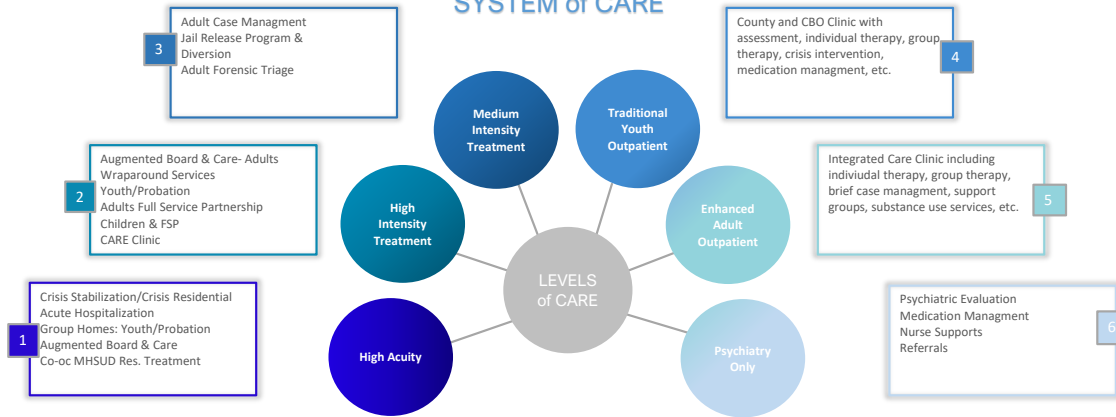 SYSTEM of CARE
3
Adult Case Managment
Jail Release Program &
Diversion
Adult Forensic Triage
4
County and CBO Clinic with
assessment, individual therapy, group
therapy, crisis intervention,
medication managment, etc.
Medium
Intensity
Treatment
Traditional
Youth
Outpatient
2
Augmented Board & Care- Adults
Wraparound Services
Youth/Probation
Adults Full Service Partnership
Children & FSP
CARE Clinic
High
Intensity
Treatment
Enhanced
Adult
Outpatient
Integrated Care Clinic including
indiviudal therapy, group therapy,
brief case managment, support
groups, substance use services, etc.
5
LEVELS
of CARE
1
Crisis Stabilization/Crisis Residential
Acute Hospitalization
Group Homes: Youth/Probation
Augmented Board & Care
Co-oc MHSUD Res. Treatment
High Acuity
Psychiatry
Only
Psychiatric Evaluation
Medication Managment
Nurse Supports
Referrals
6